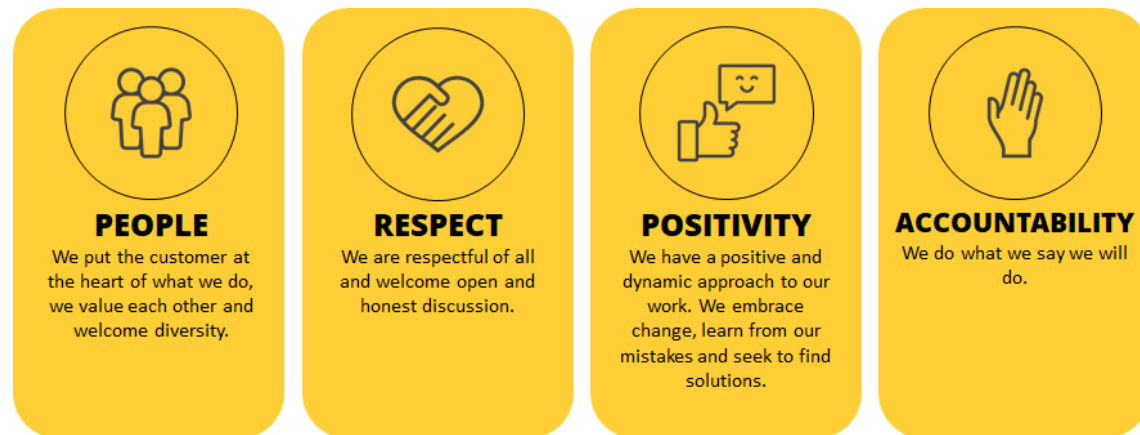 PEOPLE
We put the customer at
the heart of what we do,
we value each other and
welcome diversity.
RESPECT
We are respectful of all
and welcome open and
honest discussion.
POSITIVITY
We have a positive and
dynamic approach to our
work. We embrace
change, learn from our
mistakes and seek to find
solutions.
ACCOUNTABILITY
We do what we say we will
do.